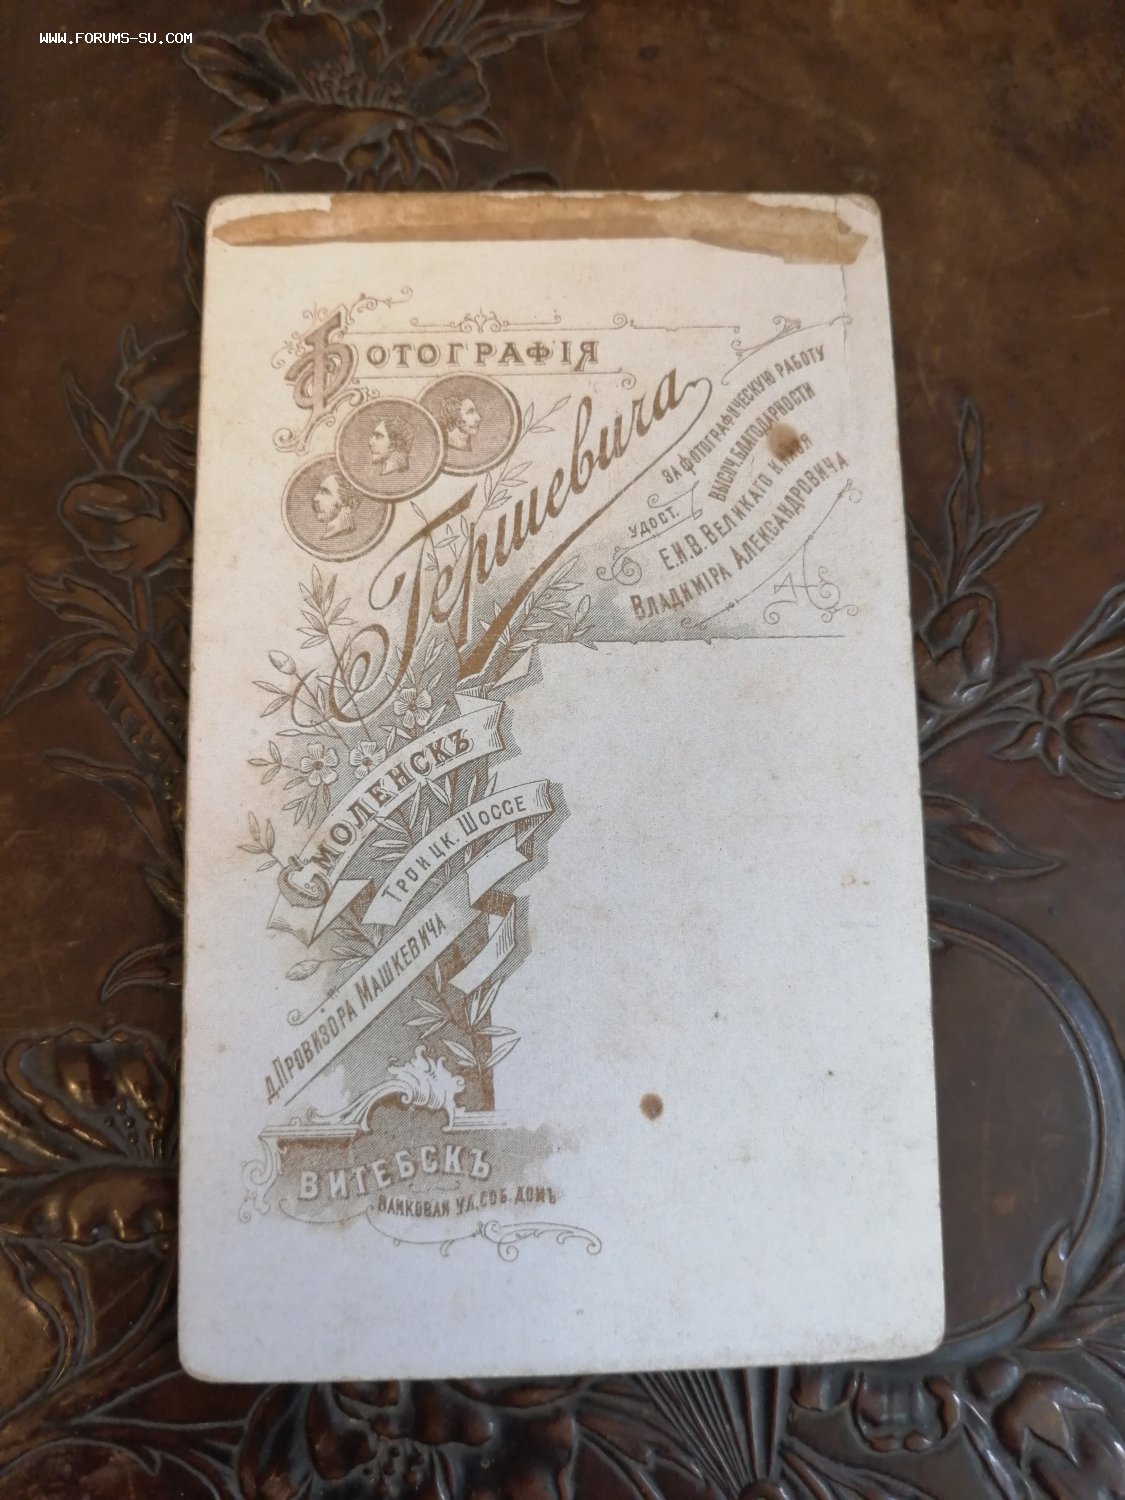 WWW.FORUMS-SU.COM
Фотографія
Гершевича
удост.
за фотографическую работу
высоч. благодарности
Е.И.В. Великаго Князя
Владиміра Александровича
Смоленскъ
Троицк. Шоссе
д. Провизора Машкевича
Витебскъ
Замковая ул. соб. домъ